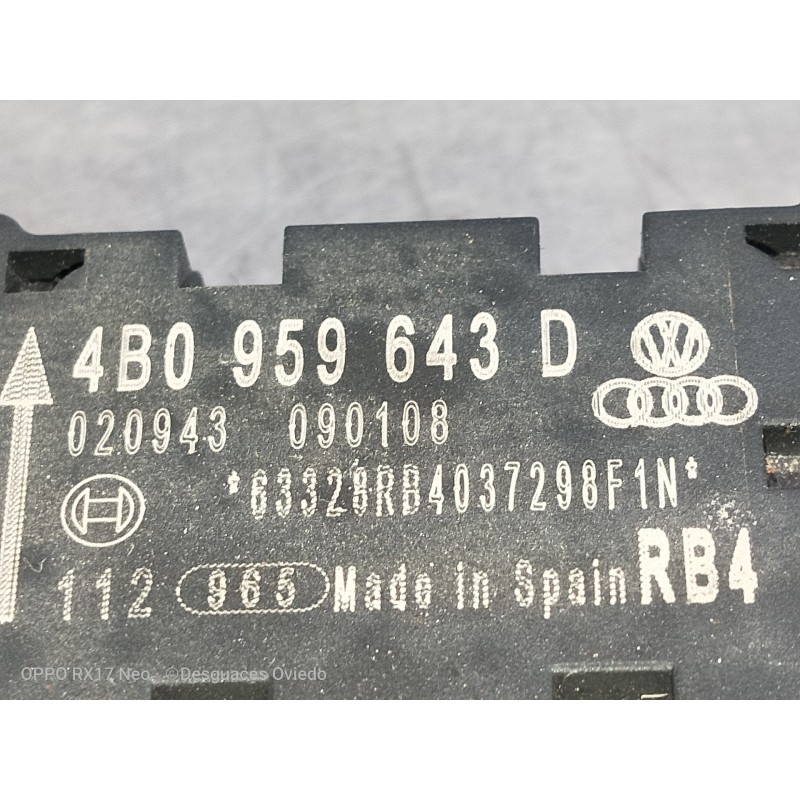 4B0 959 643 D
020943 090108
*63328RB4037298F1N*
112 965 Made in Spain RB4
OPPO RX17 Neo ©Desguaces Oviedo